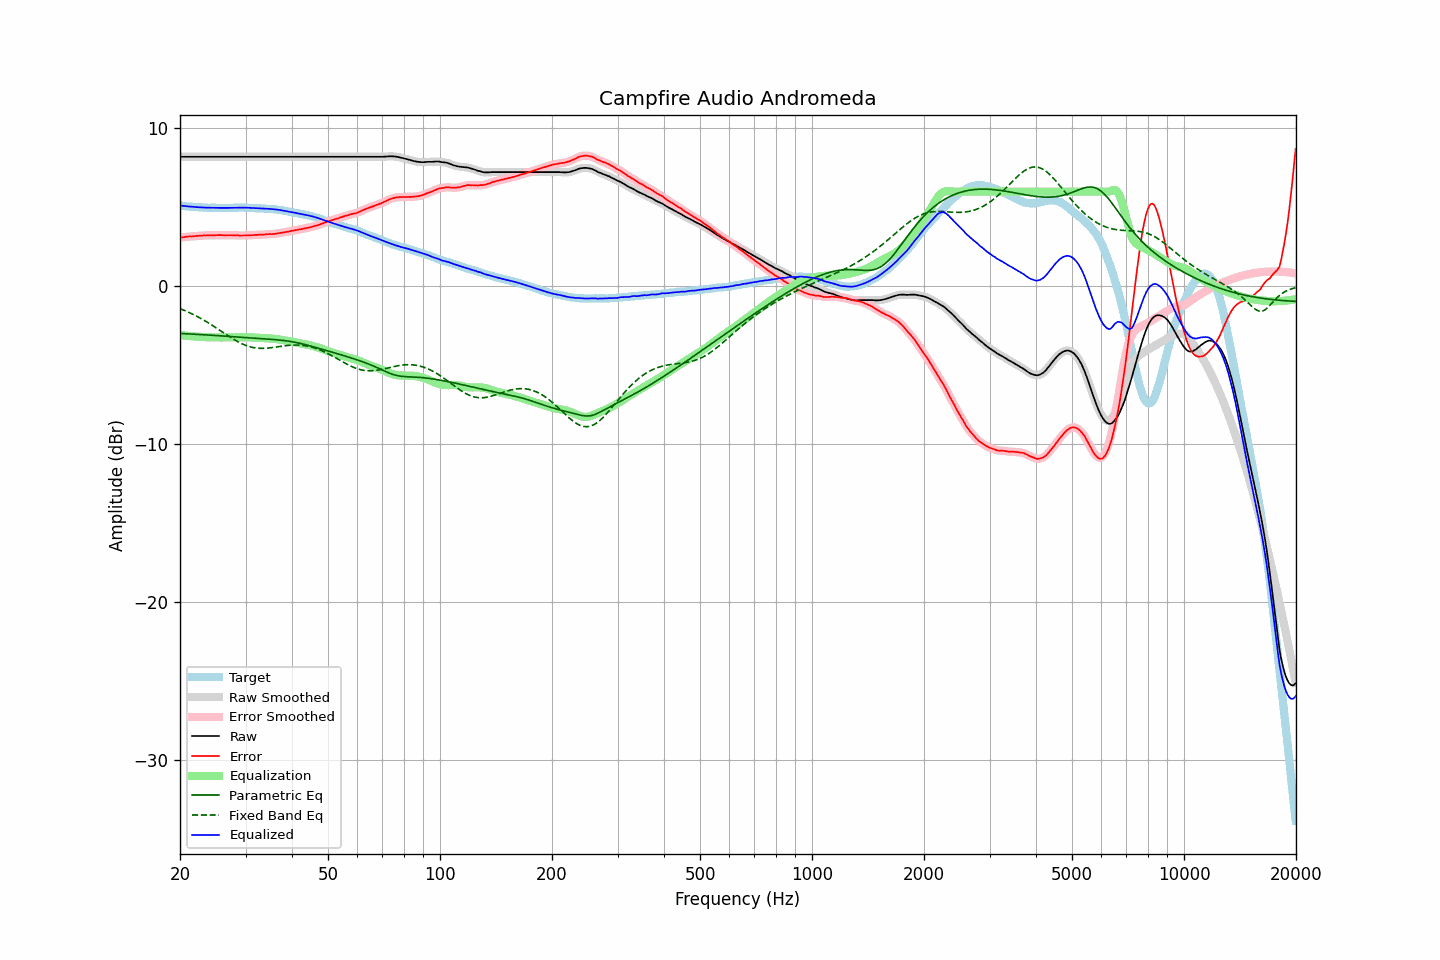 Campfire Audio Andromeda
10
0
−10
−20
−30
Amplitude (dBr)
Target
Raw Smoothed
Error Smoothed
Raw
Error
Equalization
Parametric Eq
Fixed Band Eq
Equalized
20 50 100 200 500 1000 2000 5000 10000 20000
Frequency (Hz)